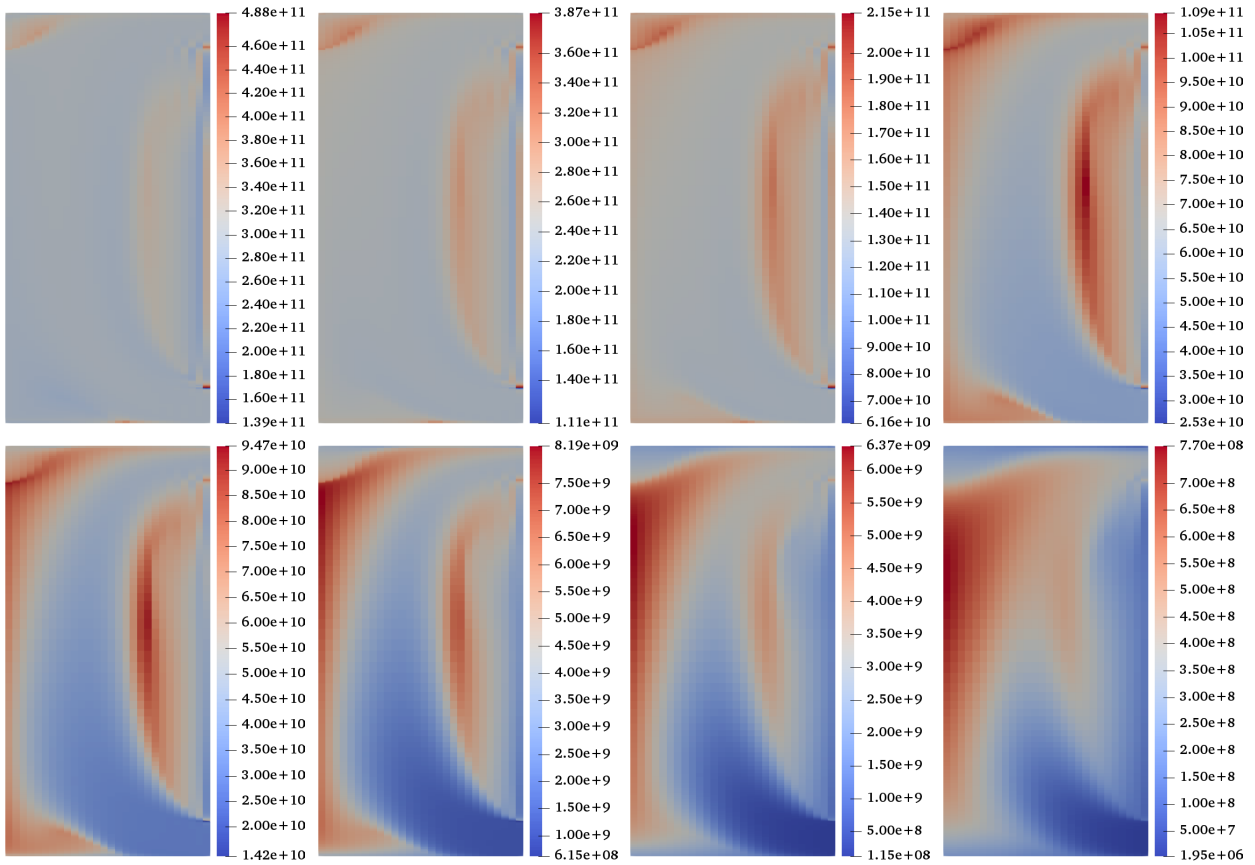 4.88e+11
4.60e+11
4.40e+11
4.20e+11
4.00e+11
3.80e+11
3.60e+11
3.40e+11
3.20e+11
3.00e+11
2.80e+11
2.60e+11
2.40e+11
2.20e+11
2.00e+11
1.80e+11
1.60e+11
1.39e+11
3.87e+11
3.60e+11
3.40e+11
3.20e+11
3.00e+11
2.80e+11
2.60e+11
2.40e+11
2.20e+11
2.00e+11
1.80e+11
1.60e+11
1.40e+11
1.11e+11
2.15e+11
2.00e+11
1.90e+11
1.80e+11
1.70e+11
1.60e+11
1.50e+11
1.40e+11
1.30e+11
1.20e+11
1.10e+11
1.00e+11
9.00e+10
8.00e+10
7.00e+10
6.16e+10
1.09e+11
1.05e+11
1.00e+11
9.50e+10
9.00e+10
8.50e+10
8.00e+10
7.50e+10
7.00e+10
6.50e+10
6.00e+10
5.50e+10
5.00e+10
4.50e+10
4.00e+10
3.50e+10
3.00e+10
2.53e+10
9.47e+10
9.00e+10
8.50e+10
8.00e+10
7.50e+10
7.00e+10
6.50e+10
6.00e+10
5.50e+10
5.00e+10
4.50e+10
4.00e+10
3.50e+10
3.00e+10
2.50e+10
2.00e+10
1.42e+10
8.19e+09
7.50e+9
7.00e+9
6.50e+9
6.00e+9
5.50e+9
5.00e+9
4.50e+9
4.00e+9
3.50e+9
3.00e+9
2.50e+9
2.00e+9
1.50e+9
1.00e+9
6.15e+08
6.37e+09
6.00e+9
5.50e+9
5.00e+9
4.50e+9
4.00e+9
3.50e+9
3.00e+9
2.50e+9
2.00e+9
1.50e+9
1.00e+9
5.00e+8
1.15e+08
7.70e+08
7.00e+8
6.50e+8
6.00e+8
5.50e+8
5.00e+8
4.50e+8
4.00e+8
3.50e+8
3.00e+8
2.50e+8
2.00e+8
1.50e+8
1.00e+8
5.00e+7
1.95e+06